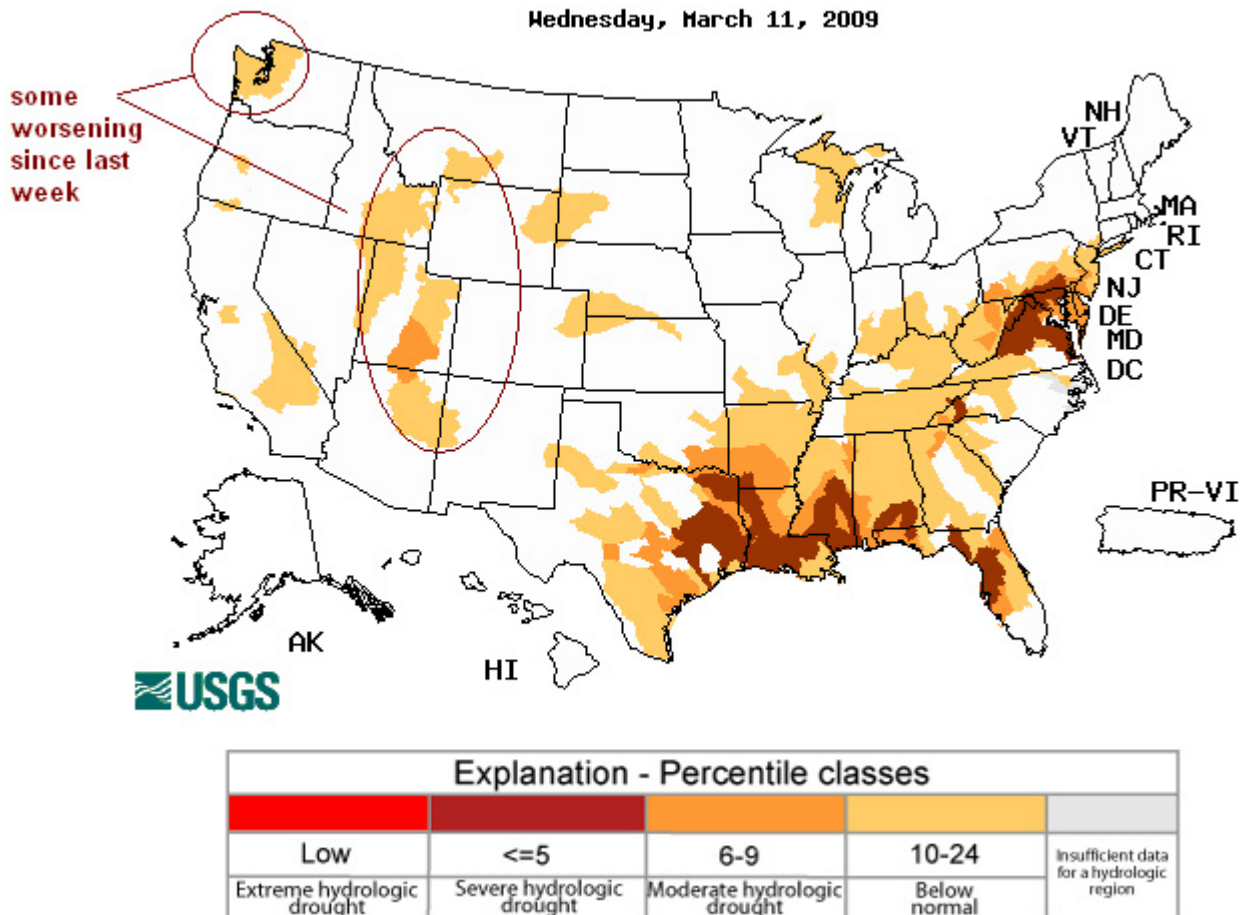 Wednesday, March 11, 2009
some
worsening
since last
week
NH
VT
MA
RI
CT
NJ
DE
MD
DC
PR-VI
AK
HI
USGS
Explanation - Percentile classes
Low
<=5
6-9
10-24
Insufficient data
for a hydrologic
region
Extreme hydrologic
drought
Severe hydrologic
drought
Moderate hydrologic
drought
Below
normal